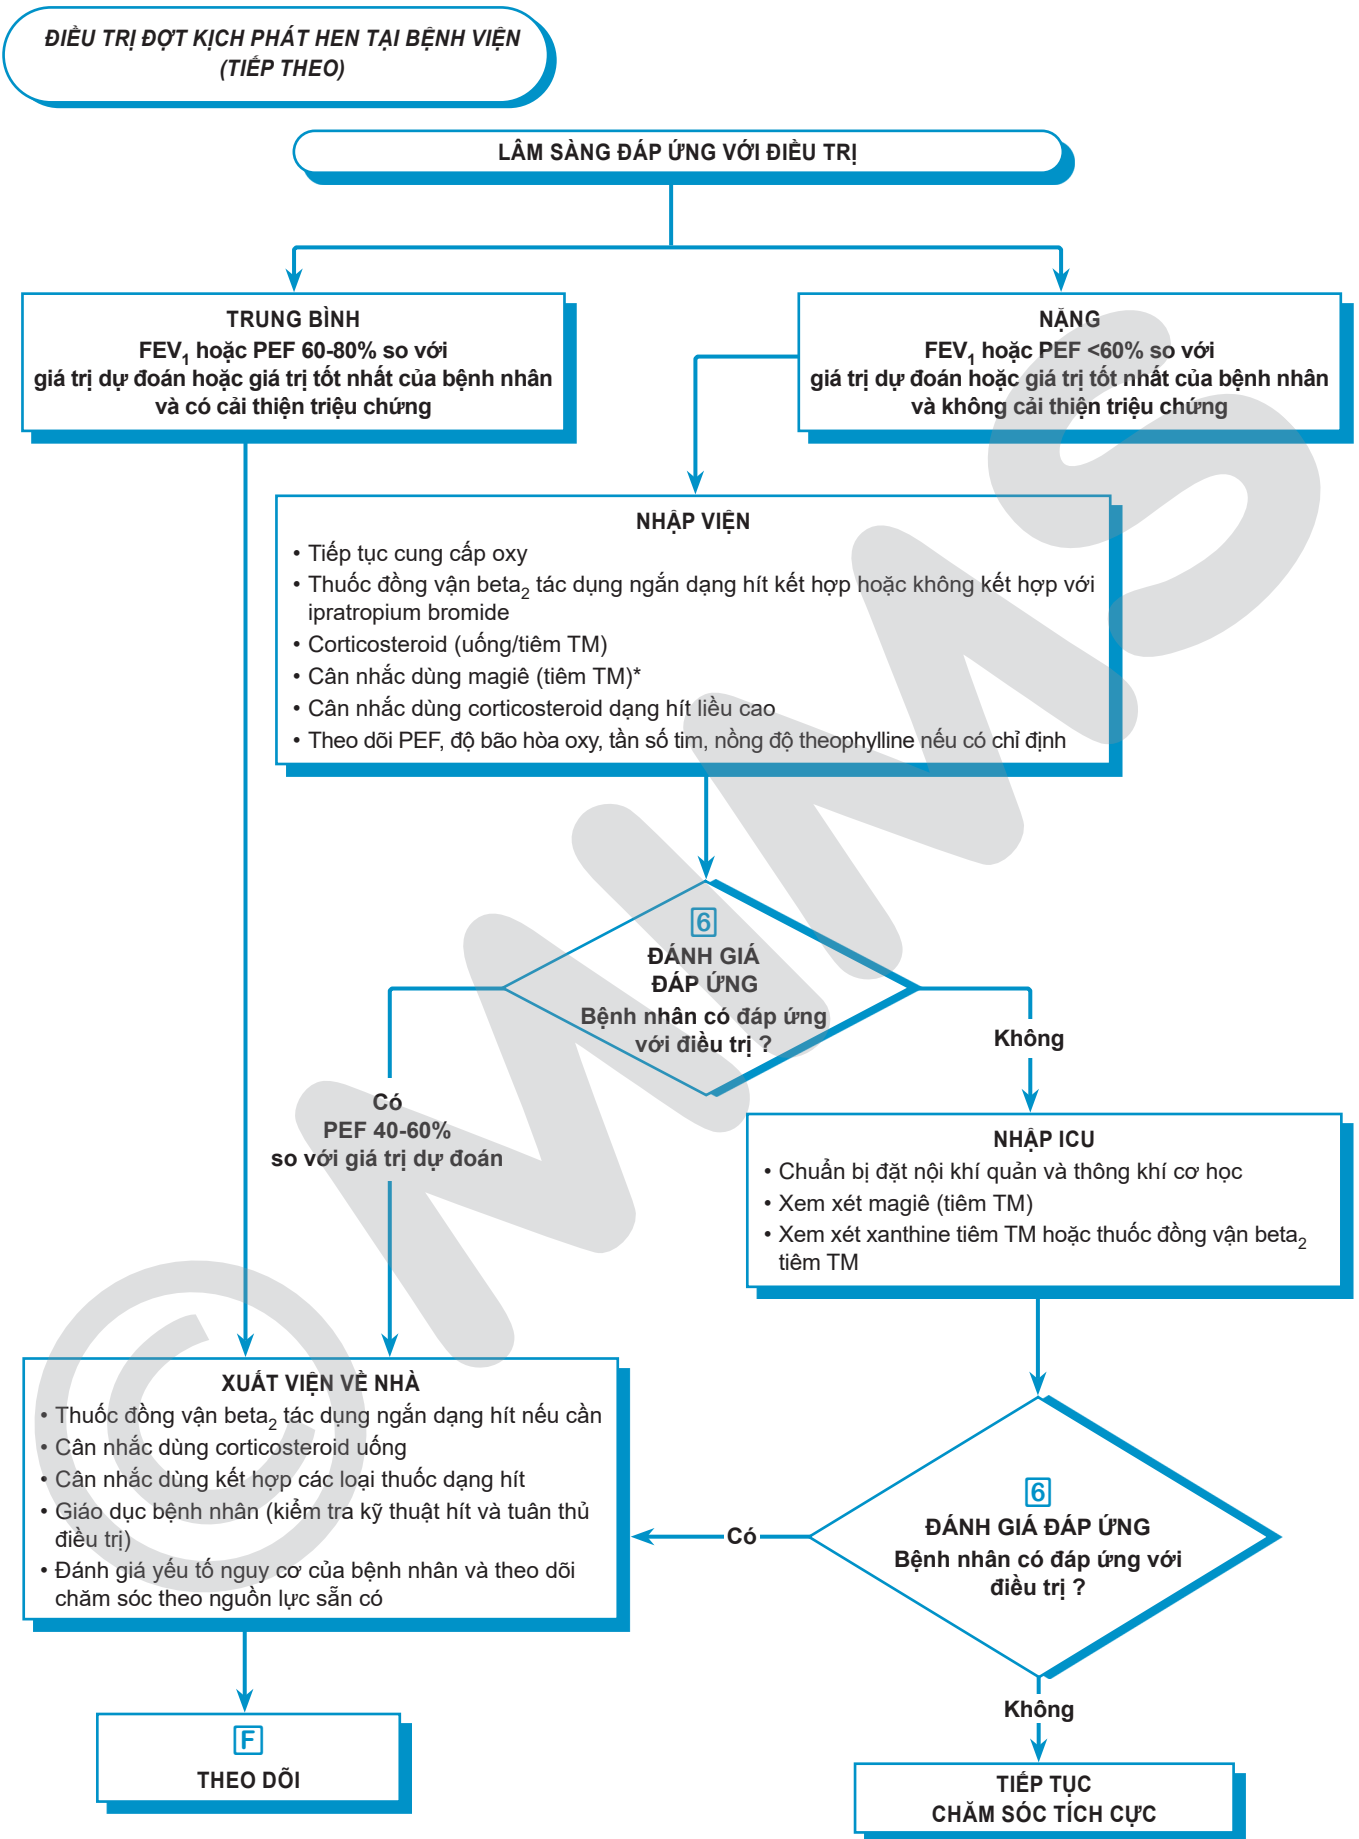 ĐIỀU TRỊ ĐỢT KỊCH PHÁT HEN TẠI BỆNH VIỆN
(TIẾP THEO)
LÂM SÀNG ĐÁP ỨNG VỚI ĐIỀU TRỊ
TRUNG BÌNH
FEV₁ hoặc PEF 60-80% so với
giá trị dự đoán hoặc giá trị tốt nhất của bệnh nhân
và có cải thiện triệu chứng
NẶNG
FEV₁ hoặc PEF <60% so với
giá trị dự đoán hoặc giá trị tốt nhất của bệnh nhân
và không cải thiện triệu chứng
NHẬP VIỆN
• Tiếp tục cung cấp oxy
• Thuốc đồng vận beta₂ tác dụng ngắn dạng hít kết hợp hoặc không kết hợp với
ipratropium bromide
• Corticosteroid (uống/tiêm TM)
• Cân nhắc dùng magiê (tiêm TM)*
• Cân nhắc dùng corticosteroid dạng hít liều cao
• Theo dõi PEF, độ bão hòa oxy, tần số tim, nồng độ theophylline nếu có chỉ định
6
ĐÁNH GIÁ
ĐÁP ỨNG
Bệnh nhân có đáp ứng
với điều trị ?
Không
Có
PEF 40-60%
so với giá trị dự đoán
NHẬP ICU
• Chuẩn bị đặt nội khí quản và thông khí cơ học
• Xem xét magiê (tiêm TM)
• Xem xét xanthine tiêm TM hoặc thuốc đồng vận beta₂
tiêm TM
XUẤT VIỆN VỀ NHÀ
• Thuốc đồng vận beta₂ tác dụng ngắn dạng hít nếu cần
• Cân nhắc dùng corticosteroid uống
• Cân nhắc dùng kết hợp các loại thuốc dạng hít
• Giáo dục bệnh nhân (kiểm tra kỹ thuật hít và tuân thủ
điều trị)
• Đánh giá yếu tố nguy cơ của bệnh nhân và theo dõi
chăm sóc theo nguồn lực sẵn có
6
ĐÁNH GIÁ ĐÁP ỨNG
Bệnh nhân có đáp ứng với
điều trị ?
Có
Không
F
THEO DÕI
TIẾP TỤC
CHĂM SÓC TÍCH CỰC
©MIMS